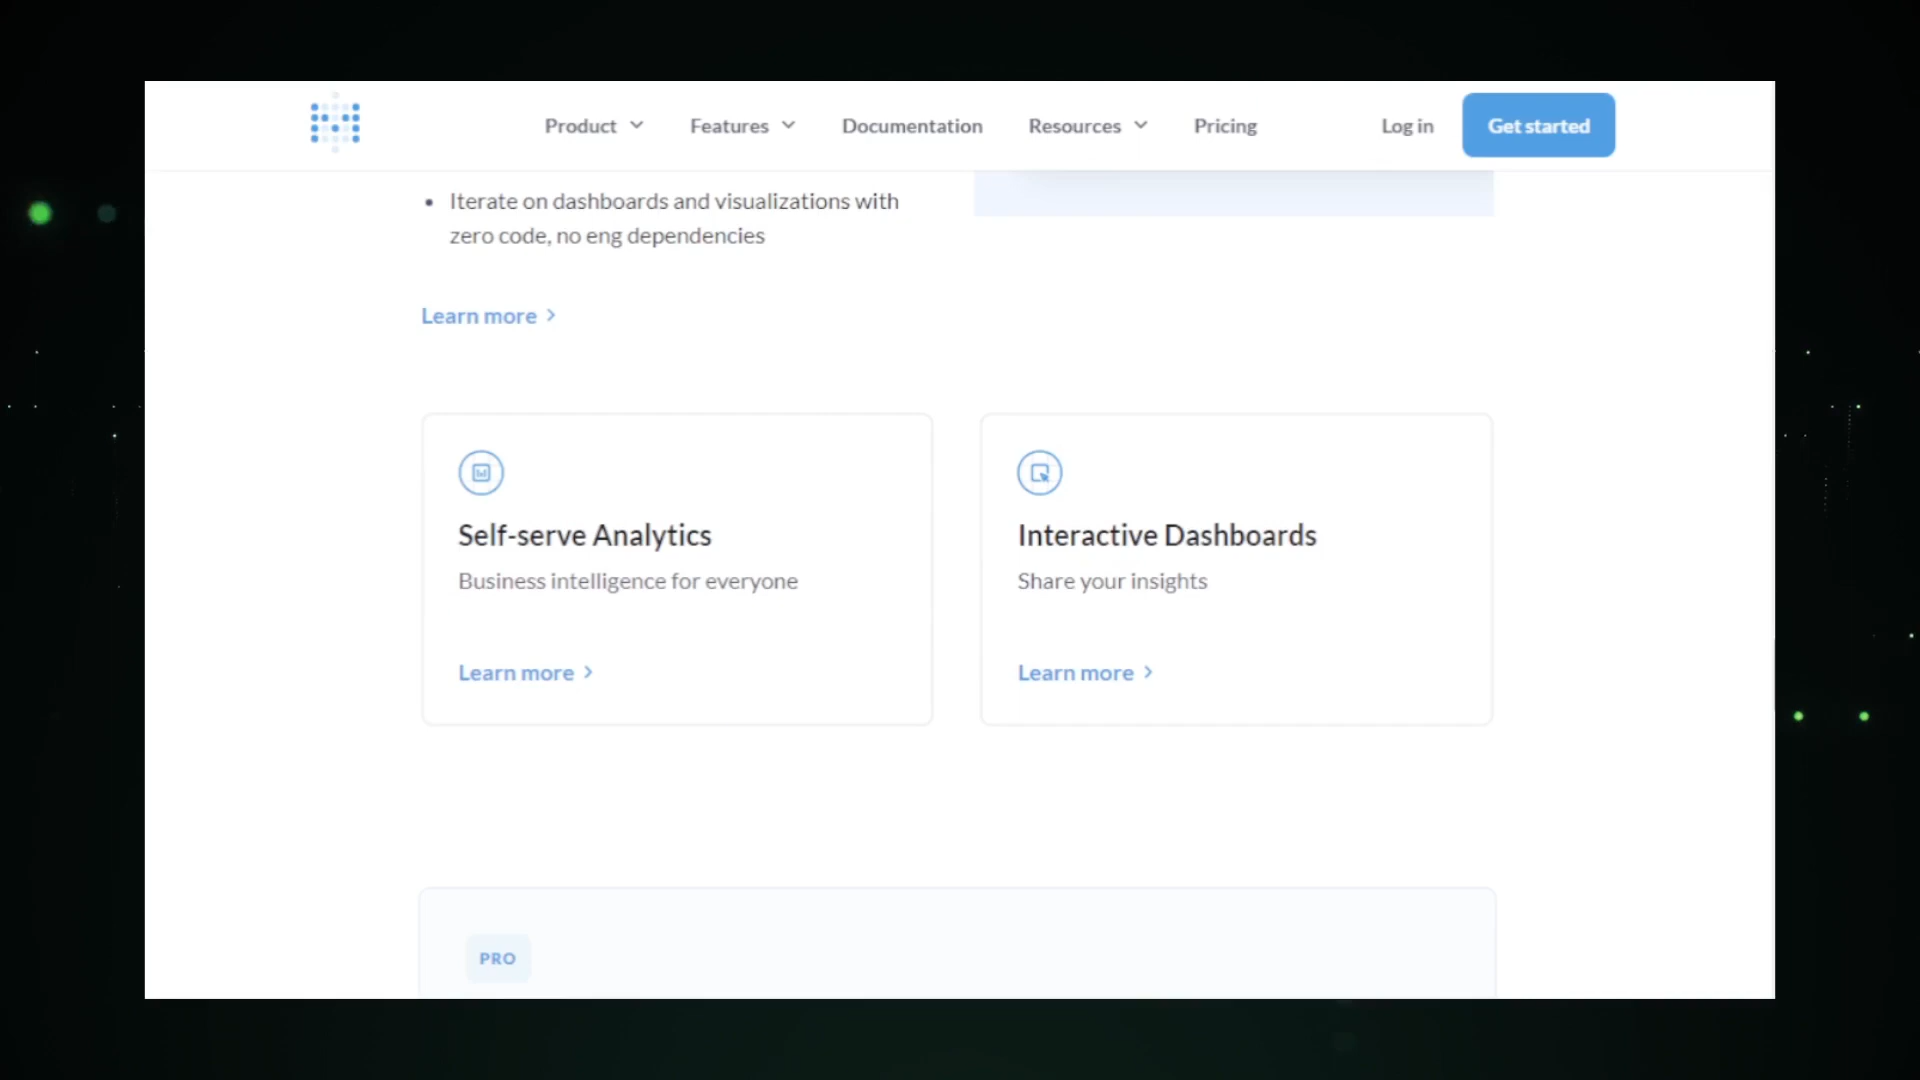 Product
Features
Documentation
Resources
Pricing
Log in
Get started
Iterate on dashboards and visualizations with
zero code, no eng dependencies
Learn more
Self-serve Analytics
Business intelligence for everyone
Learn more
Interactive Dashboards
Share your insights
Learn more
PRO